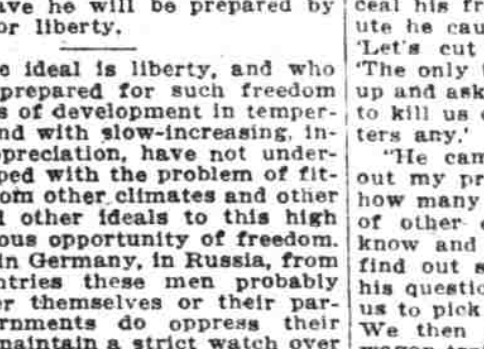 ave he will be prepared by
or liberty.
e ideal is liberty, and who
prepared for such freedom
s of development in temper-
nd with slow-increasing, in-
preciation, have not under-
ped with the problem of fit-
om other climates and other
l other ideals to this high
ous opportunity of freedom.
in Germany, in Russia, from
ntries these men probably
er themselves or their par-
ernments do oppress their
maintain a strict watch over
ceal his fr
ute he cau
'Let's cut
'The only
up and ask
to kill us
ters any.'
"He cam
out my pr
how many
of other
know and
find out s
his questio
us to pick
We then